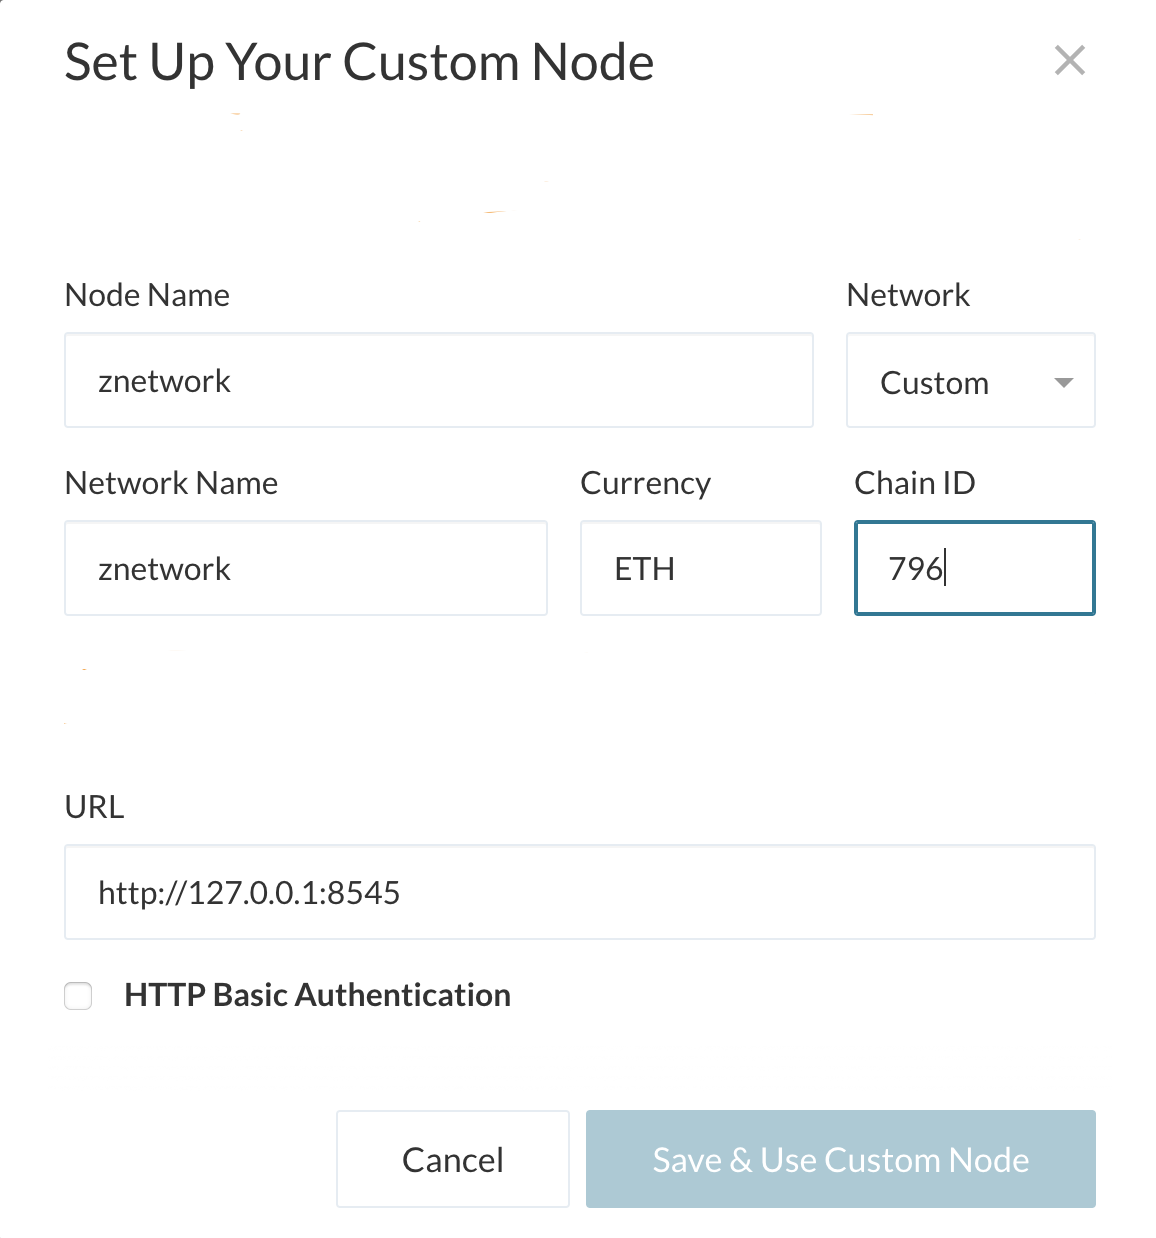 Set Up Your Custom Node
Node Name
Network
znetwork
Custom
Network Name
Currency
Chain ID
znetwork
ETH
796
URL
http://127.0.0.1:8545
HTTP Basic Authentication
Cancel
Save & Use Custom Node